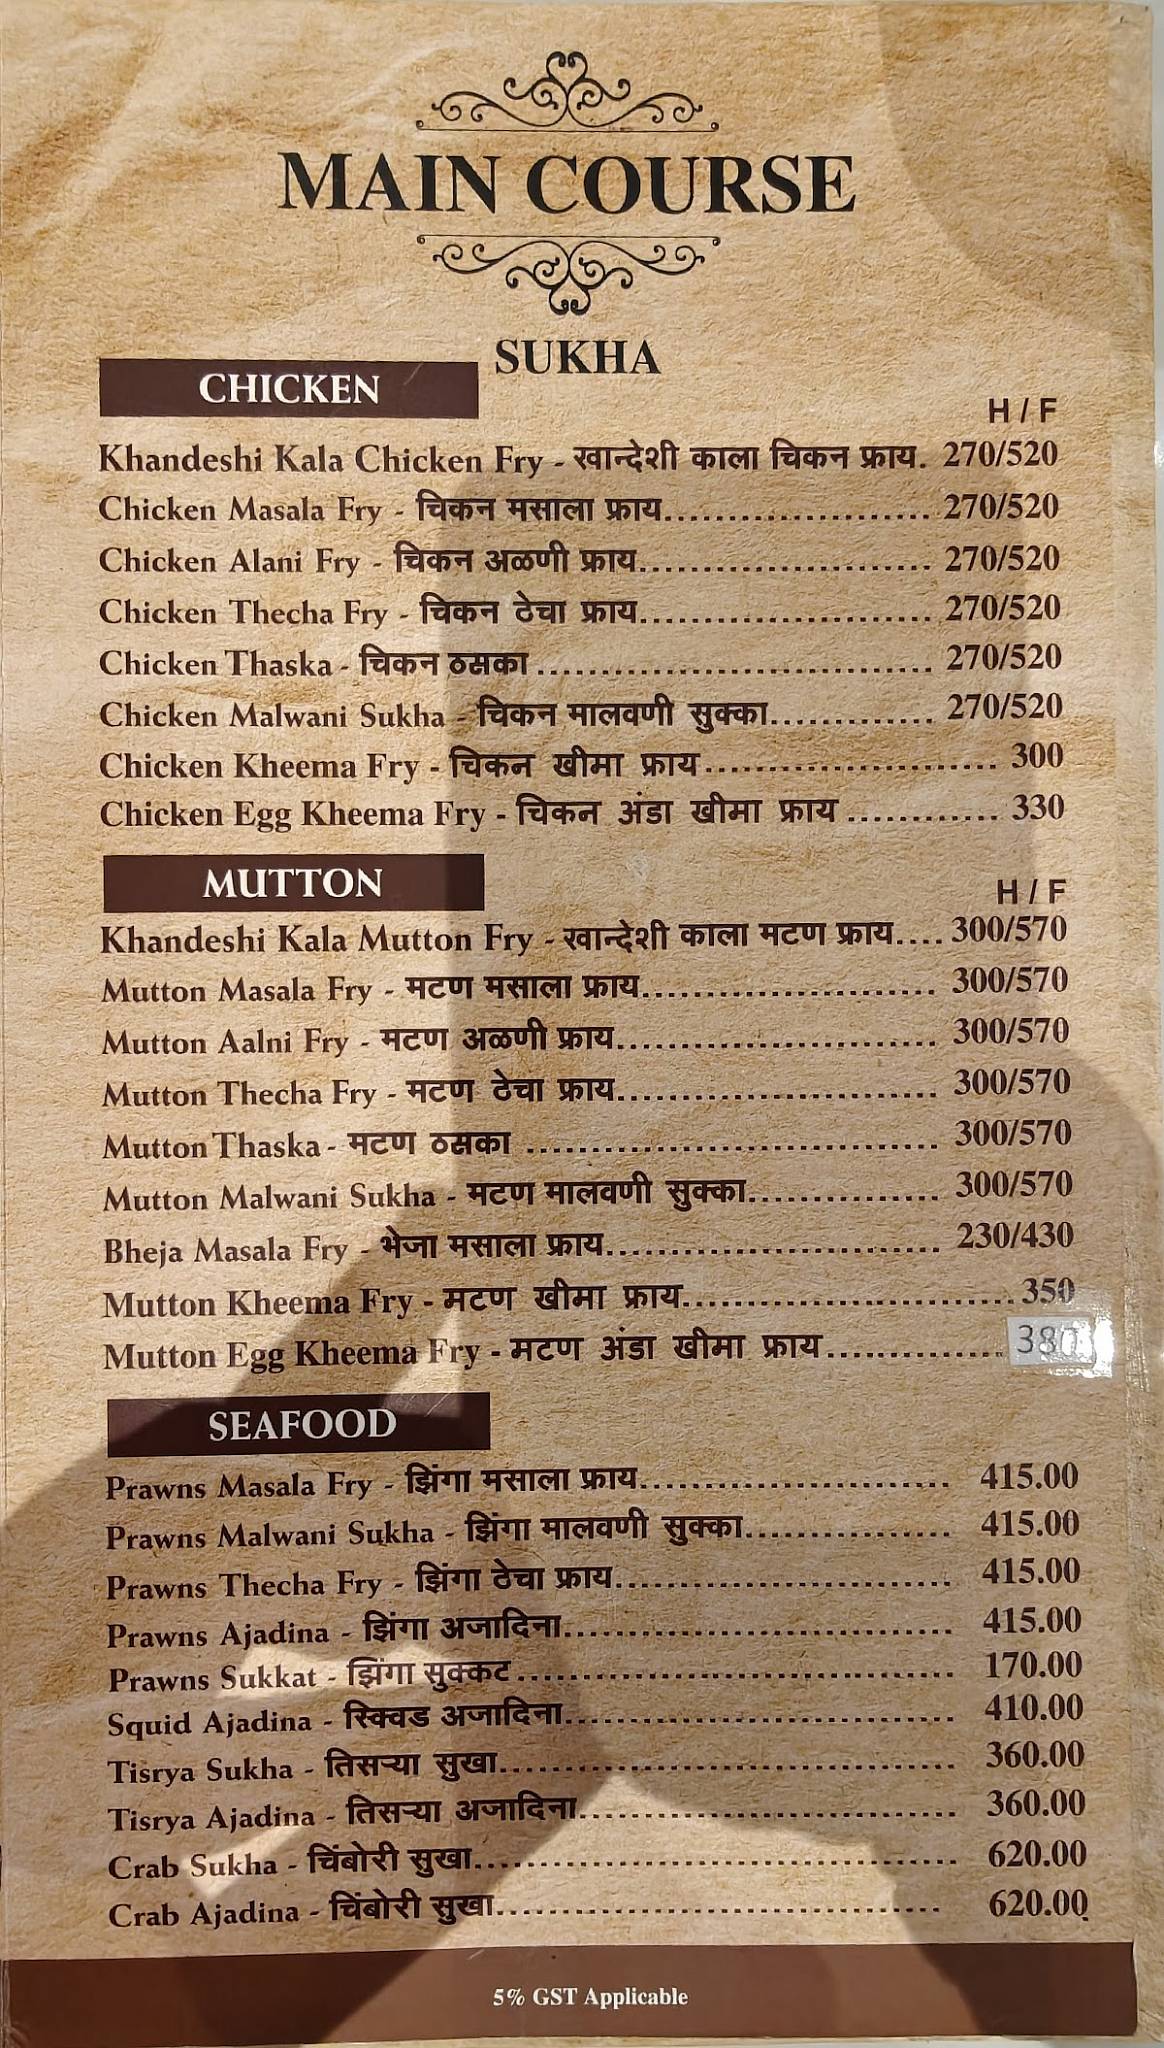 MAIN COURSE
SUKHA
CHICKEN
H / F
Khandeshi Kala Chicken Fry - खान्देशी काला चिकन फ्राय. 270/520
Chicken Masala Fry - चिकन मसाला फ्राय..................... 270/520
Chicken Alani Fry - चिकन अळणी फ्राय....................... 270/520
Chicken Thecha Fry - चिकन ठेचा फ्राय....................... 270/520
Chicken Thaska - चिकन ठसका ............................... 270/520
Chicken Malwani Sukha - चिकन मालवणी सुक्का............. 270/520
Chicken Kheema Fry - चिकन खीमा फ्राय....................... 300
Chicken Egg Kheema Fry - चिकन अंडा खीमा फ्राय ............ 330
MUTTON
H / F
Khandeshi Kala Mutton Fry - खान्देशी काला मटण फ्राय.... 300/570
Mutton Masala Fry - मटण मसाला फ्राय....................... 300/570
Mutton Aalni Fry - मटण अळणी फ्राय......................... 300/570
Mutton Thecha Fry - मटण ठेचा फ्राय......................... 300/570
Mutton Thaska - मटण ठसका ................................ 300/570
Mutton Malwani Sukha - मटण मालवणी सुक्का............... 300/570
Bheja Masala Fry - भेजा मसाला फ्राय.......................... 230/430
Mutton Kheema Fry - मटण खीमा फ्राय..........................350
Mutton Egg Kheema Fry - मटण अंडा खीमा फ्राय.............. 380
SEAFOOD
Prawns Masala Fry - झिंगा मसाला फ्राय........................ 415.00
Prawns Malwani Sukha - झिंगा मालवणी सुक्का................ 415.00
Prawns Thecha Fry - झिंगा ठेचा फ्राय.......................... 415.00
Prawns Ajadina - झिंगा अजादिना.............................. 415.00
Prawns Sukkat - झिंगा सुक्कट.................................. 170.00
Squid Ajadina - स्क्विड अजादिना.............................. 410.00
Tisrya Sukha - तिसऱ्या सुखा.................................... 360.00
Tisrya Ajadina - तिसऱ्या अजादिना............................. 360.00
Crab Sukha - चिंबोरी सुखा...................................... 620.00
Crab Ajadina - चिंबोरी सुखा................................... 620.00
5% GST Applicable